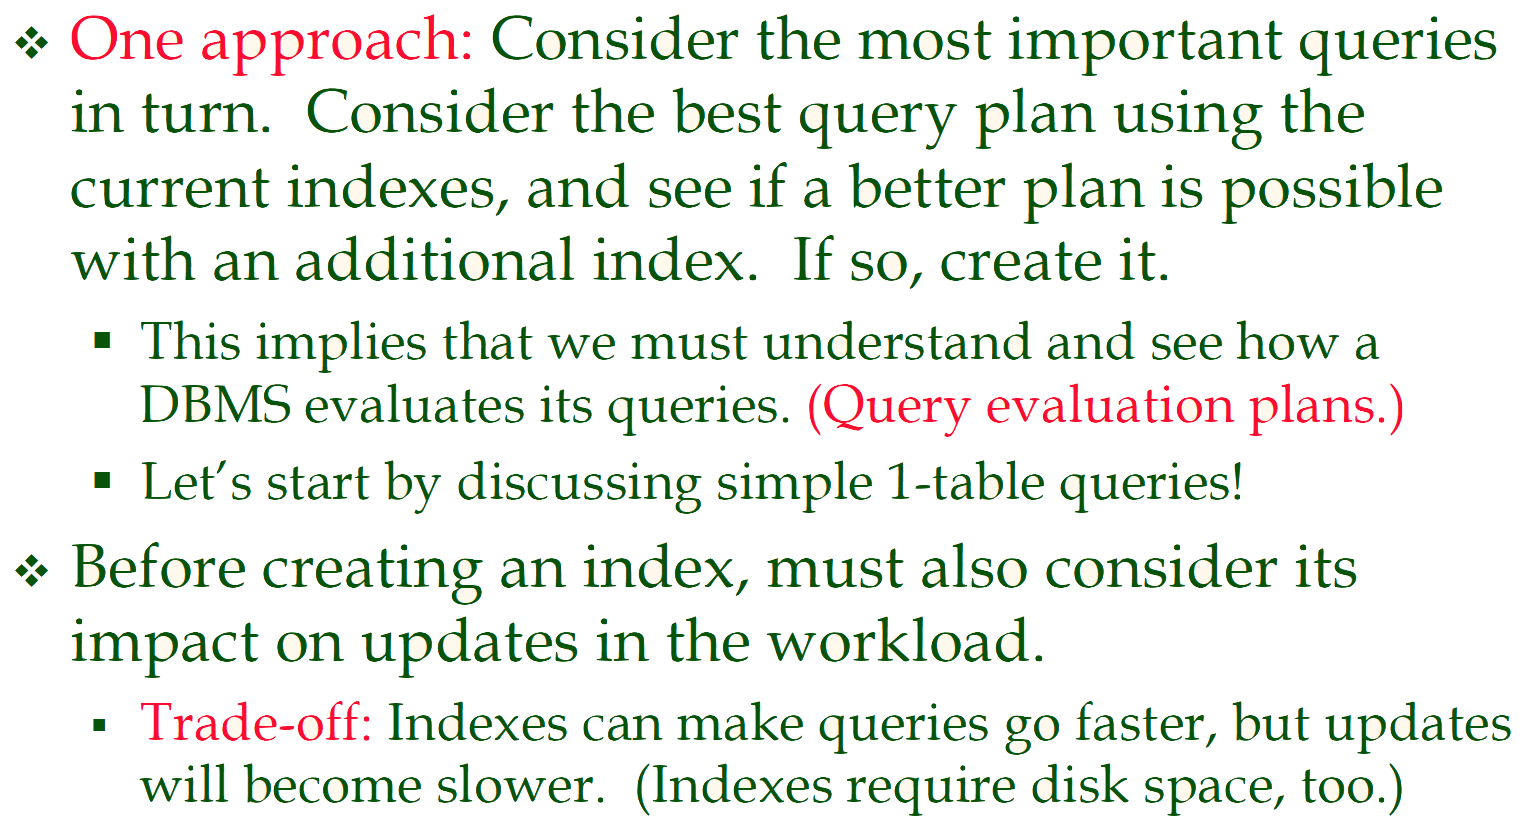 ❖ One approach: Consider the most important queries
in turn.  Consider the best query plan using the
current indexes, and see if a better plan is possible
with an additional index.  If so, create it.
▪ This implies that we must understand and see how a
DBMS evaluates its queries. (Query evaluation plans.)
▪ Let’s start by discussing simple 1-table queries!
❖ Before creating an index, must also consider its
impact on updates in the workload.
▪ Trade-off: Indexes can make queries go faster, but updates
will become slower.  (Indexes require disk space, too.)